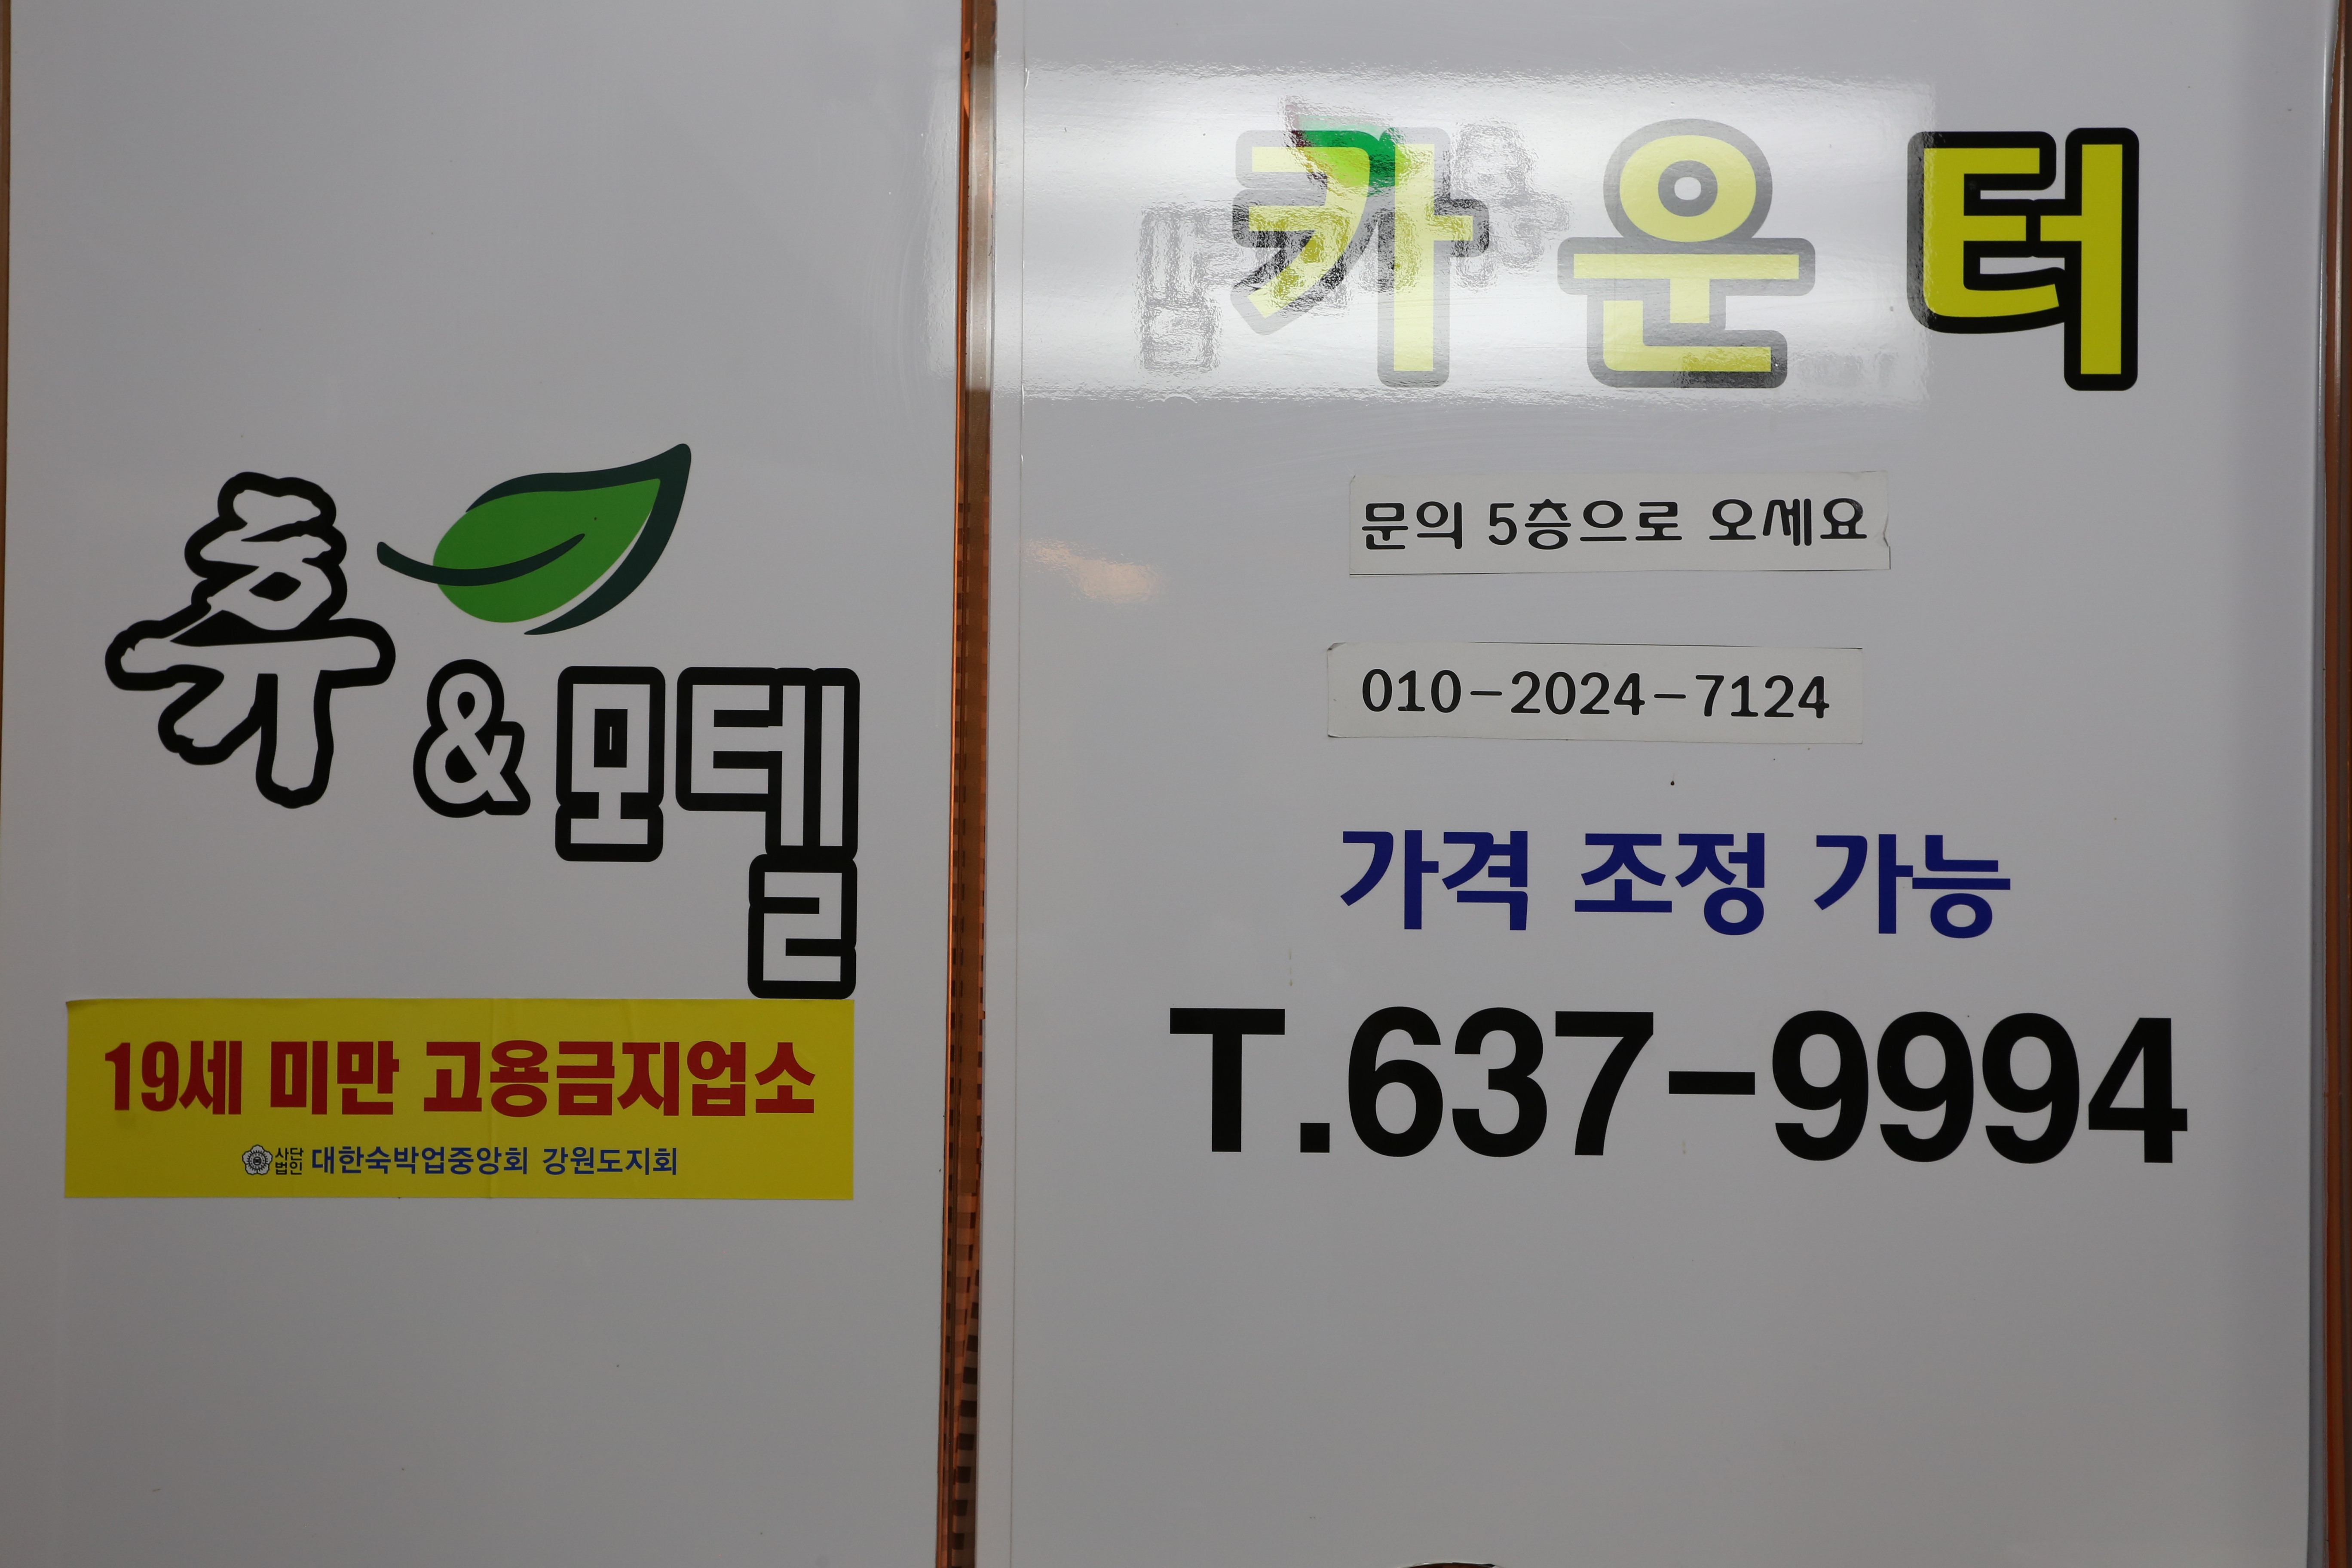 츄&모텔
19세 미만 고용금지업소
사단법인 대한숙박업중앙회 강원도지회
카운터
문의 5층으로 오세요
010-2024-7124
가격 조정 가능
T.637-9994